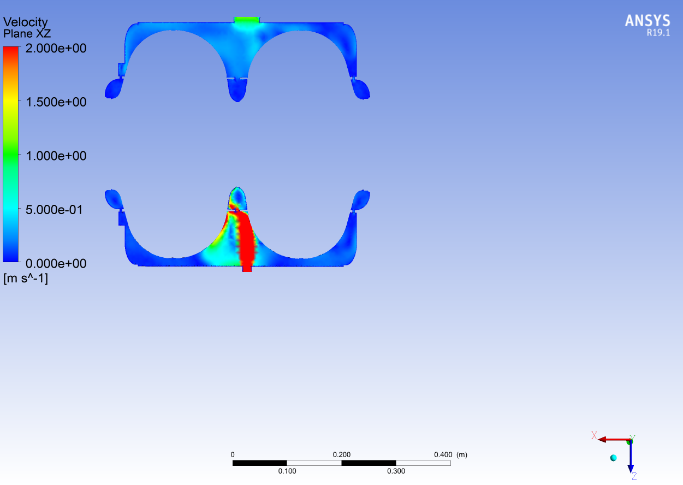 Velocity
Plane XZ
2.000e+00
1.500e+00
1.000e+00
5.000e-01
0.000e+00
[m s^-1]
ANSYS
R19.1
0
0.200
0.400 (m)
0.100
0.300
X
Y
Z